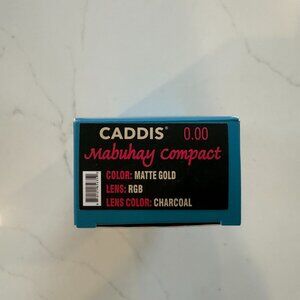 CADDIS® 0.00
Mabuhay Compact
COLOR: MATTE GOLD
LENS: RGB
LENS COLOR: CHARCOAL